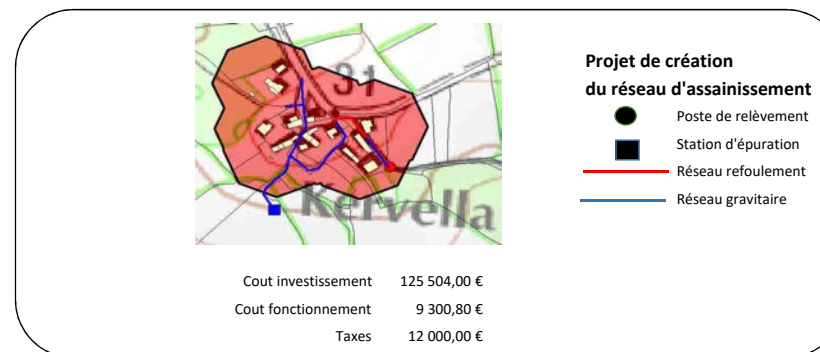 31
Kervella
Projet de création
du réseau d'assainissement
Poste de relèvement
Station d'épuration
Réseau refoulement
Réseau gravitaire
Cout investissement 125 504,00 €
Cout fonctionnement 9 300,80 €
Taxes 12 000,00 €